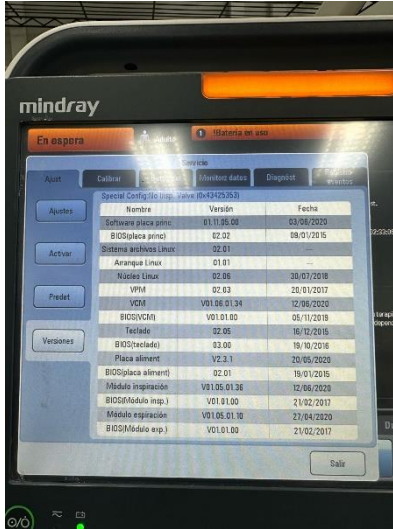 mindray
En espera
Adulto
!Batería en uso
Servicio
Ajust
Calibrar
Monitoriz datos
Diagnóst
Special Config:No Insp. Valve (0x43425353)
Nombre Versión Fecha
Software placa princ 01.11.05.00 03/06/2020
BIOS(placa princ) 02.02 09/01/2015
Sistema archivos Linux 02.01 ---
Arranque Linux 01.01 ---
Núcleo Linux 02.06 30/07/2018
VPM 02.03 20/01/2017
VCM V01.06.01.34 12/06/2020
BIOS(VCM) V01.01.00 05/11/2019
Teclado 02.05 16/12/2015
BIOS(teclado) 03.00 19/10/2016
Placa aliment V2.3.1 20/05/2020
BIOS(placa aliment) 02.01 19/01/2015
Módulo inspiración V01.05.01.36 12/06/2020
BIOS(Módulo insp.) V01.01.00 21/02/2017
Módulo espiración V01.05.01.10 27/04/2020
BIOS(Módulo exp.) V01.01.00 21/02/2017
Ajustes
Activar
Predet
Versiones
Salir